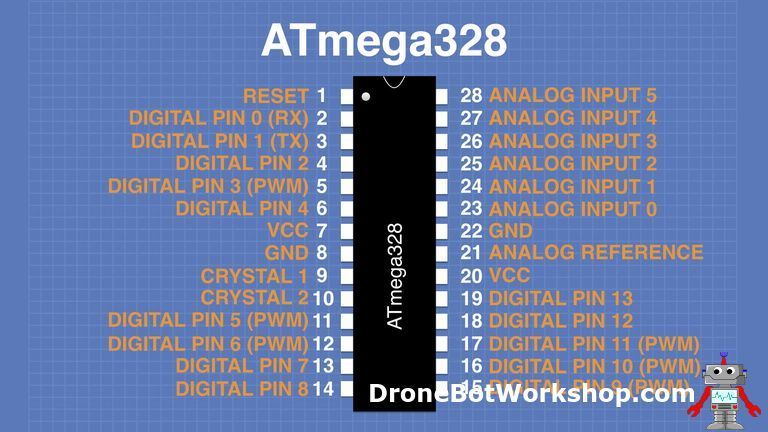 ATmega328
RESET 1
DIGITAL PIN 0 (RX) 2
DIGITAL PIN 1 (TX) 3
DIGITAL PIN 2 4
DIGITAL PIN 3 (PWM) 5
DIGITAL PIN 4 6
VCC 7
GND 8
CRYSTAL 1 9
CRYSTAL 2 10
DIGITAL PIN 5 (PWM) 11
DIGITAL PIN 6 (PWM) 12
DIGITAL PIN 7 13
DIGITAL PIN 8 14
ATmega328
28 ANALOG INPUT 5
27 ANALOG INPUT 4
26 ANALOG INPUT 3
25 ANALOG INPUT 2
24 ANALOG INPUT 1
23 ANALOG INPUT 0
22 GND
21 ANALOG REFERENCE
20 VCC
19 DIGITAL PIN 13
18 DIGITAL PIN 12
17 DIGITAL PIN 11 (PWM)
16 DIGITAL PIN 10 (PWM)
15 DIGITAL PIN 9 (PWM)
DroneBotWorkshop.com